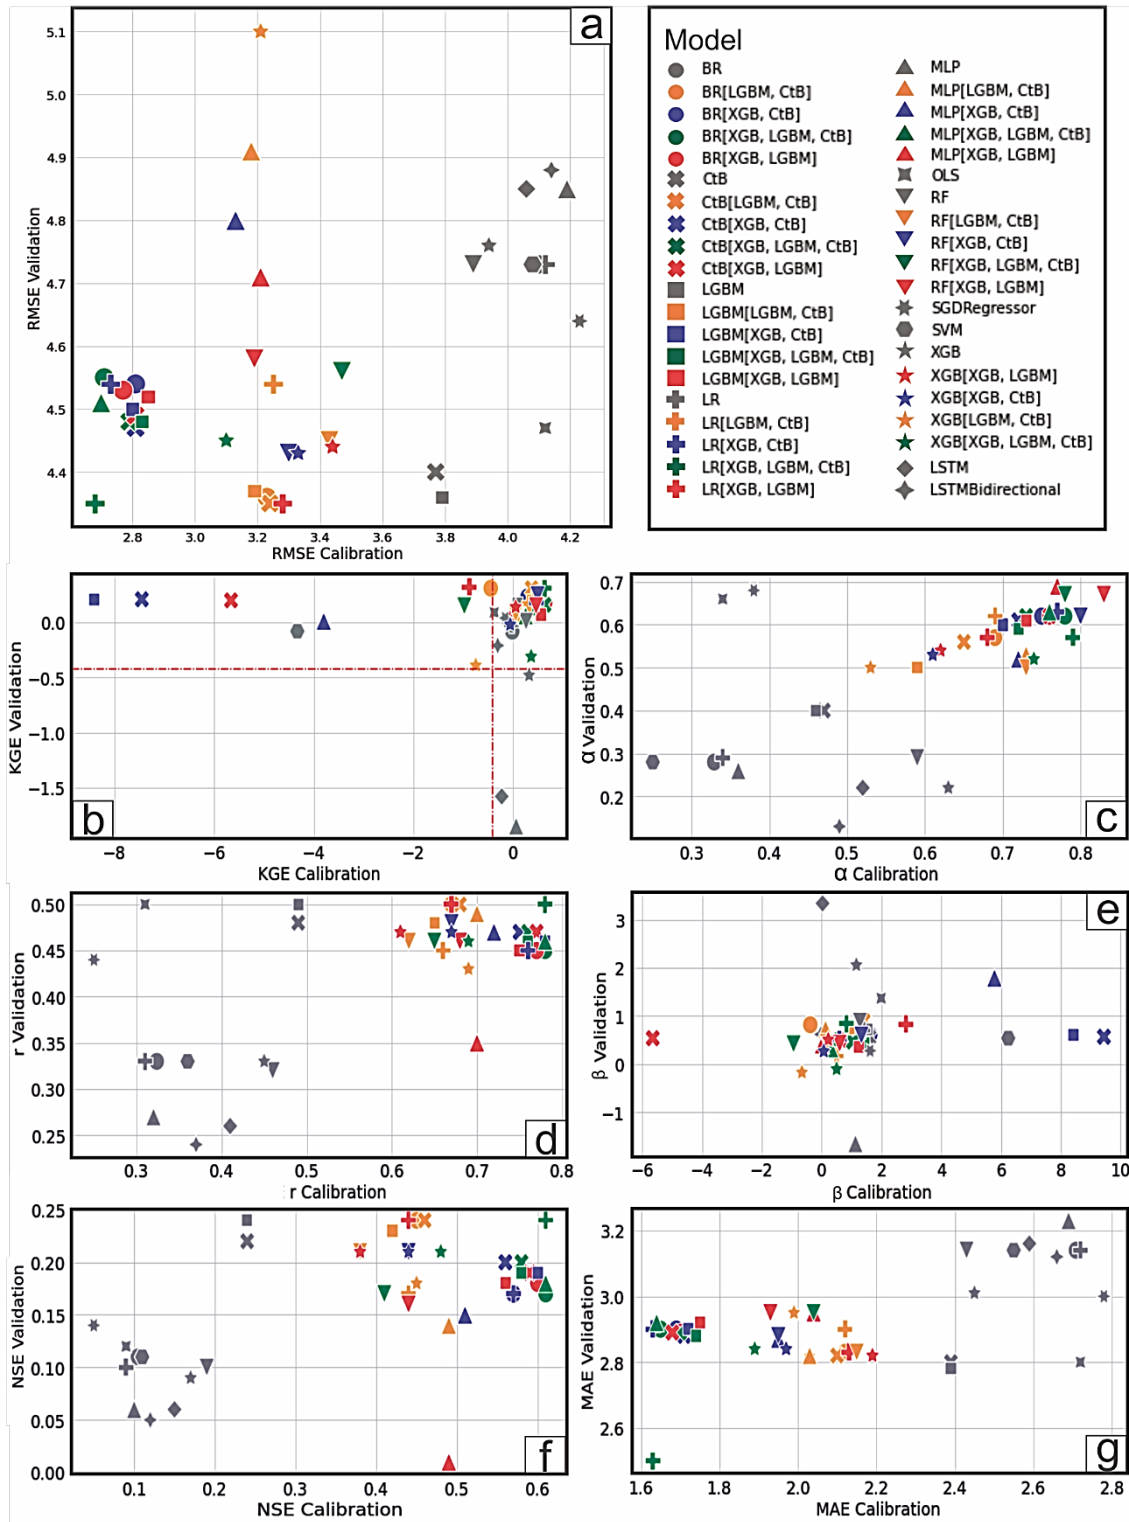 a
5.1
5.0
4.9
4.8
4.7
4.6
4.5
4.4
RMSE Validation
2.8 3.0 3.2 3.4 3.6 3.8 4.0 4.2
RMSE Calibration
Model
BR
BR[LGBM, CtB]
BR[XGB, CtB]
BR[XGB, LGBM, CtB]
BR[XGB, LGBM]
CtB
CtB[LGBM, CtB]
CtB[XGB, CtB]
CtB[XGB, LGBM, CtB]
CtB[XGB, LGBM]
LGBM
LGBM[LGBM, CtB]
LGBM[XGB, CtB]
LGBM[XGB, LGBM, CtB]
LGBM[XGB, LGBM]
LR
LR[LGBM, CtB]
LR[XGB, CtB]
LR[XGB, LGBM, CtB]
LR[XGB, LGBM]
MLP
MLP[LGBM, CtB]
MLP[XGB, CtB]
MLP[XGB, LGBM, CtB]
MLP[XGB, LGBM]
OLS
RF
RF[LGBM, CtB]
RF[XGB, CtB]
RF[XGB, LGBM, CtB]
RF[XGB, LGBM]
SGDRegressor
SVM
XGB
XGB[XGB, LGBM]
XGB[XGB, CtB]
XGB[LGBM, CtB]
XGB[XGB, LGBM, CtB]
LSTM
LSTMBidirectional
b
0.0
−0.5
−1.0
−1.5
KGE Validation
−8 −6 −4 −2 0
KGE Calibration
c
0.7
0.6
0.5
0.4
0.3
0.2
α Validation
0.3 0.4 0.5 0.6 0.7 0.8
α Calibration
d
0.50
0.45
0.40
0.35
0.30
0.25
r Validation
0.3 0.4 0.5 0.6 0.7 0.8
r Calibration
e
3
2
1
0
−1
β Validation
−6 −4 −2 0 2 4 6 8 10
β Calibration
f
0.25
0.20
0.15
0.10
0.05
0.00
NSE Validation
0.1 0.2 0.3 0.4 0.5 0.6
NSE Calibration
g
3.2
3.0
2.8
2.6
MAE Validation
1.6 1.8 2.0 2.2 2.4 2.6 2.8
MAE Calibration